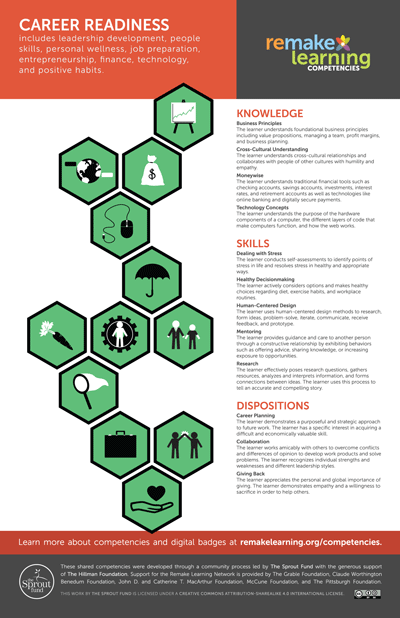 CAREER READINESS
includes leadership development, people
skills, personal wellness, job preparation,
entrepreneurship, finance, technology,
and positive habits.
remake
learning
COMPETENCIES
KNOWLEDGE
Business Principles
The learner understands foundational business principles
including value propositions, managing a team, profit margins,
and business planning.
Cross-Cultural Understanding
The learner understands cross-cultural relationships and
collaborates with people of other cultures with humility and
empathy.
Moneywise
The learner understands traditional financial tools such as
checking accounts, savings accounts, investments, interest
rates, and retirement accounts as well as technologies like
online banking and digitally secure payments.
Technology Concepts
The learner understands the purpose of the hardware
components of a computer, the different layers of code that
make computers function, and how the web works.
SKILLS
Dealing with Stress
The learner conducts self-assessments to identify points of
stress in life and resolves stress in healthy and appropriate
ways.
Healthy Decisionmaking
The learner actively considers options and makes healthy
choices regarding diet, exercise habits, and workplace
routines.
Human-Centered Design
The learner uses human-centered design methods to research,
form ideas, problem-solve, iterate, communicate, receive
feedback, and prototype.
Mentoring
The learner provides guidance and care to another person
through a constructive relationship by exhibiting behaviors
such as offering advice, sharing knowledge, or increasing
exposure to opportunities.
Research
The learner effectively poses research questions, gathers
resources, analyzes and interprets information, and forms
connections between ideas. The learner uses this process to
tell an accurate and compelling story.
DISPOSITIONS
Career Planning
The learner demonstrates a purposeful and strategic approach
to future work. The learner has a specific interest in acquiring a
difficult and economically valuable skill.
Collaboration
The learner works amicably with others to overcome conflicts
and differences of opinion to develop work products and solve
problems. The learner recognizes individual strengths and
weaknesses and different leadership styles.
Giving Back
The learner appreciates the personal and global importance of
giving. The learner demonstrates empathy and a willingness to
sacrifice in order to help others.
$
Learn more about competencies and digital badges at remakelearning.org/competencies.
the
Sprout
fund
These shared competencies were developed through a process led by The Sprout Fund with the generous support
of The Hillman Foundation. Support for the Remake Learning Network is provided by The Grable Foundation, Claude Worthington
Benedum Foundation, John D. and Catherine T. MacArthur Foundation, McCune Foundation, and The Pittsburgh Foundation.
THIS WORK BY THE SPROUT FUND IS LICENSED UNDER A CREATIVE COMMONS ATTRIBUTION-SHAREALIKE 4.0 INTERNATIONAL LICENSE